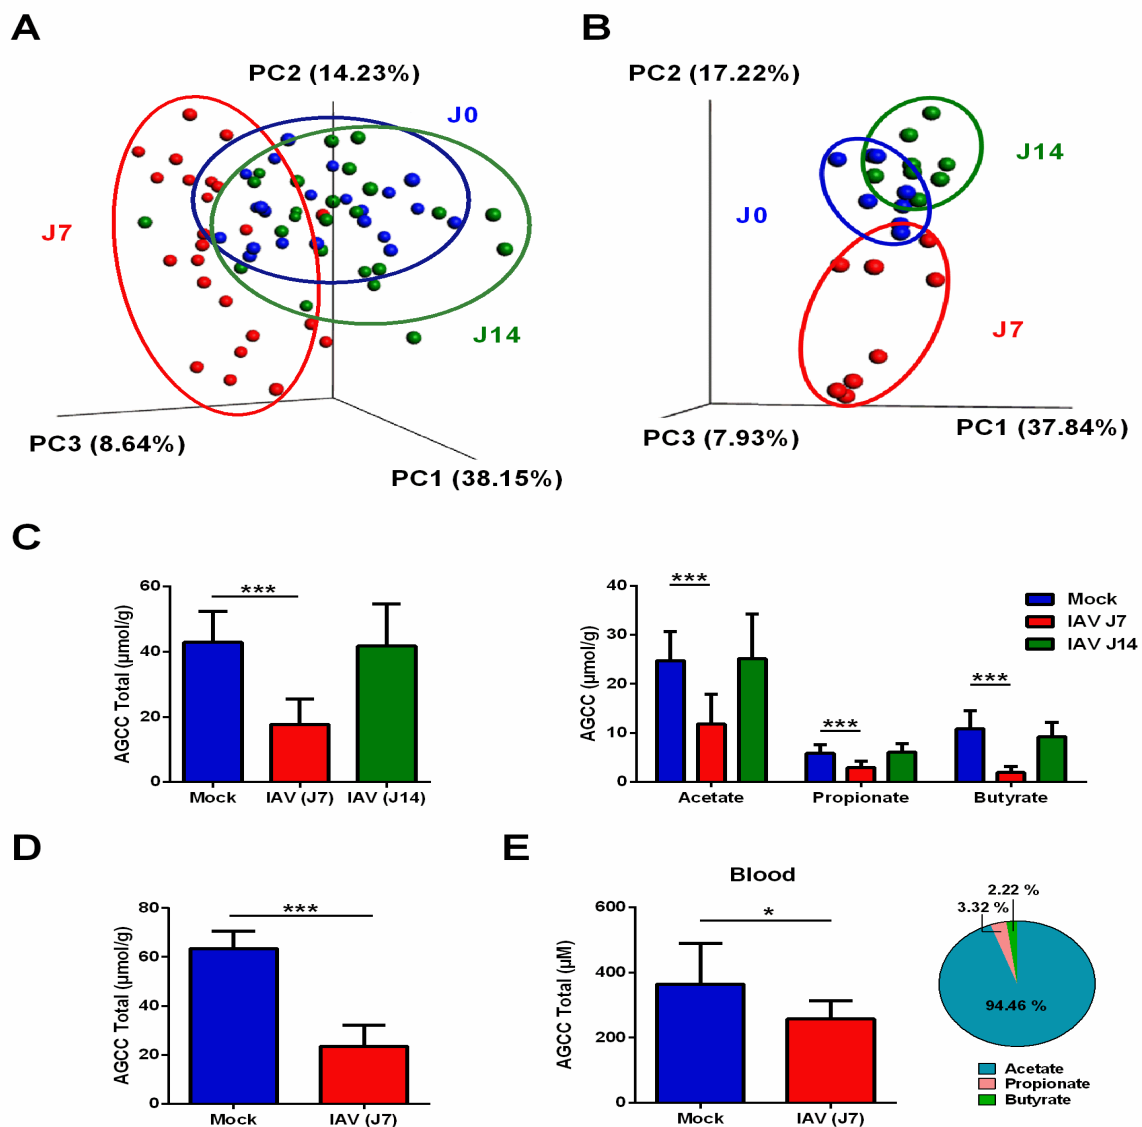 A
PC2 (14.23%)
J0
J7
J14
PC3 (8.64%)
PC1 (38.15%)
B
PC2 (17.22%)
J14
J0
J7
PC1 (37.84%)
PC3 (7.93%)
C
AGCC Total (µmol/g)
60
40
20
0
***
Mock
IAV (J7)
IAV (J14)
AGCC (µmol/g)
40
30
20
10
0
***
***
***
Acetate
Propionate
Butyrate
Mock
IAV J7
IAV J14
D
AGCC Total (µmol/g)
80
60
40
20
0
***
Mock
IAV (J7)
E
Blood
AGCC Total (µM)
600
400
200
0
*
Mock
IAV (J7)
2.22 %
3.32 %
94.46 %
Acetate
Propionate
Butyrate